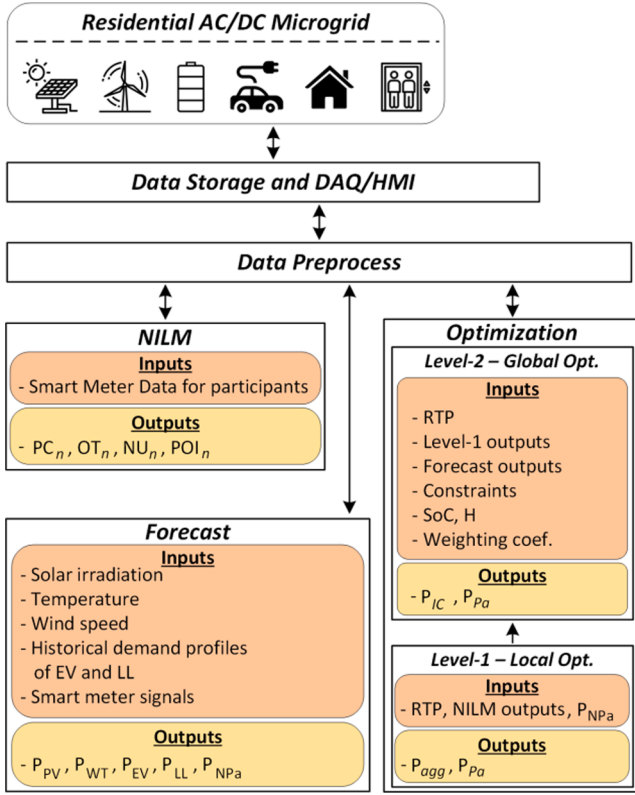 Residential AC/DC Microgrid
Data Storage and DAQ/HMI
Data Preprocess
NILM
Inputs
- Smart Meter Data for participants
Outputs
- PCn , OTn , NUn , POIn
Forecast
Inputs
- Solar irradiation
- Temperature
- Wind speed
- Historical demand profiles
of EV and LL
- Smart meter signals
Outputs
- PPV , PWT , PEV , PLL , PNPa
Optimization
Level-2 – Global Opt.
Inputs
- RTP
- Level-1 outputs
- Forecast outputs
- Constraints
- SoC, H
- Weighting coef.
Outputs
- PIC , PPa
Level-1 – Local Opt.
Inputs
- RTP, NILM outputs, PNPa
Outputs
- Pagg , PPa